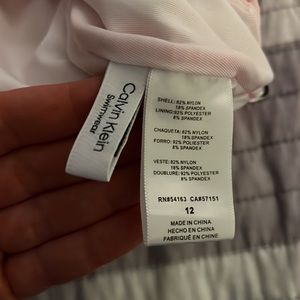 Calvin Klein
Swimwear
SHELL: 82% NYLON
18% SPANDEX
LINING: 92% POLYESTER
8% SPANDEX
CHAQUETA: 82% NYLON
18% SPANDEX
FORRO: 92% POLYESTER
8% SPANDEX
VESTE: 82% NYLON
18% SPANDEX
DOUBLURE: 92% POLYESTER
8% SPANDEX
RN#54163 CA#57151
12
MADE IN CHINA
HECHO EN CHINA
FABRIQUÉ EN CHINE